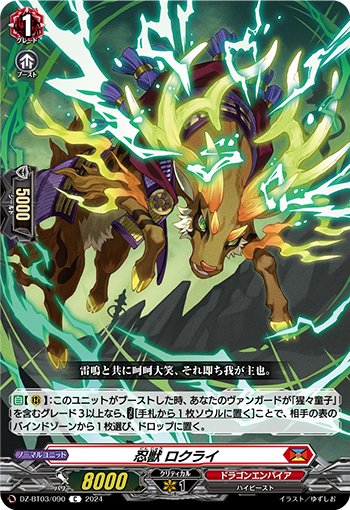 1
グレード
ブースト
5000
シールド
雷鳴と共に呵呵大笑、それ即ち我が主也。
自【R】:このユニットがブーストした時、あなたのヴァンガードが「猩々童子」
を含むグレード3以上なら、[手札から1枚ソウルに置く]ことで、相手の表の
バインドゾーンから1枚選び、ドロップに置く。
ノーマルユニット
忍獣 ロクライ
パワー
8000
クリティカル
1
ドラゴンエンパイア
ハイビースト
DZ-BT03/090 C 2024
イラスト/ゆずしお